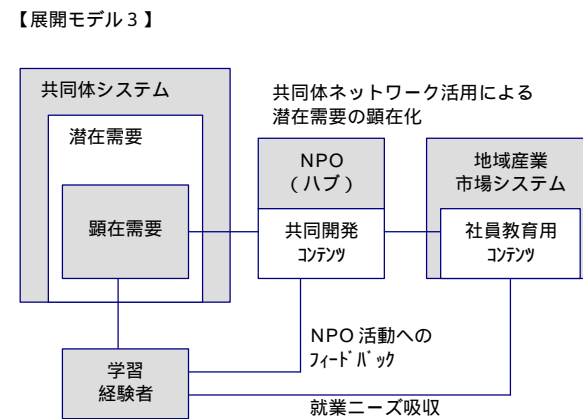 【展開モデル３】
共同体システム
潜在需要
顕在需要
共同体ネットワーク活用による
潜在需要の顕在化
NPO
（ハブ）
共同開発
ｺﾝﾃﾝﾂ
地域産業
市場システム
社員教育用
ｺﾝﾃﾝﾂ
NPO 活動への
ﾌｨｰﾄﾞﾊﾞｯｸ
学習
経験者
就業ニーズ吸収